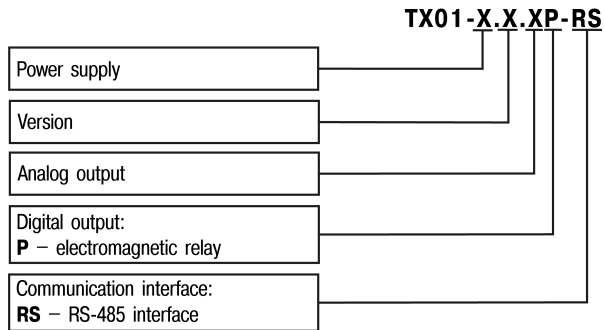 TX01-X.X.XP-RS
Power supply
Version
Analog output
Digital output:
P – electromagnetic relay
Communication interface:
RS – RS-485 interface